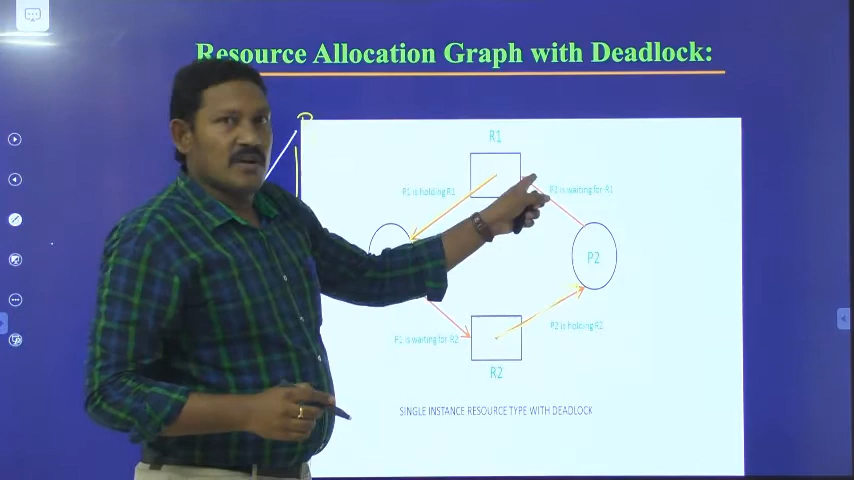 Resource Allocation Graph with Deadlock:
R1
P1 is holding R1
P2 is waiting for R1
P2
P1 is waiting for R2
P2 is holding R2
R2
SINGLE INSTANCE RESOURCE TYPE WITH DEADLOCK